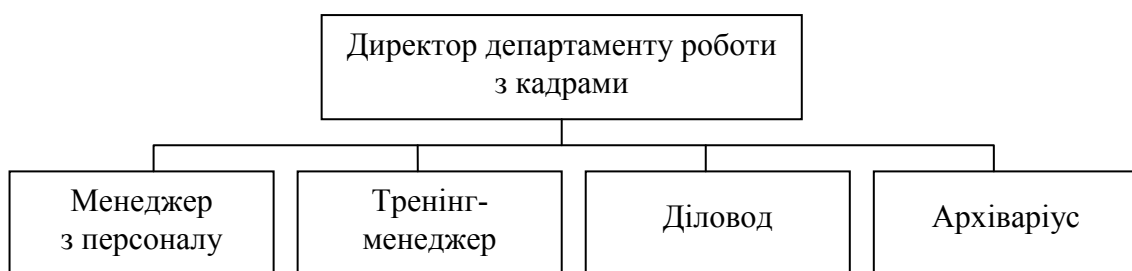 Директор департаменту роботи
з кадрами
Менеджер
з персоналу
Тренінг-
менеджер
Діловод
Архіваріус